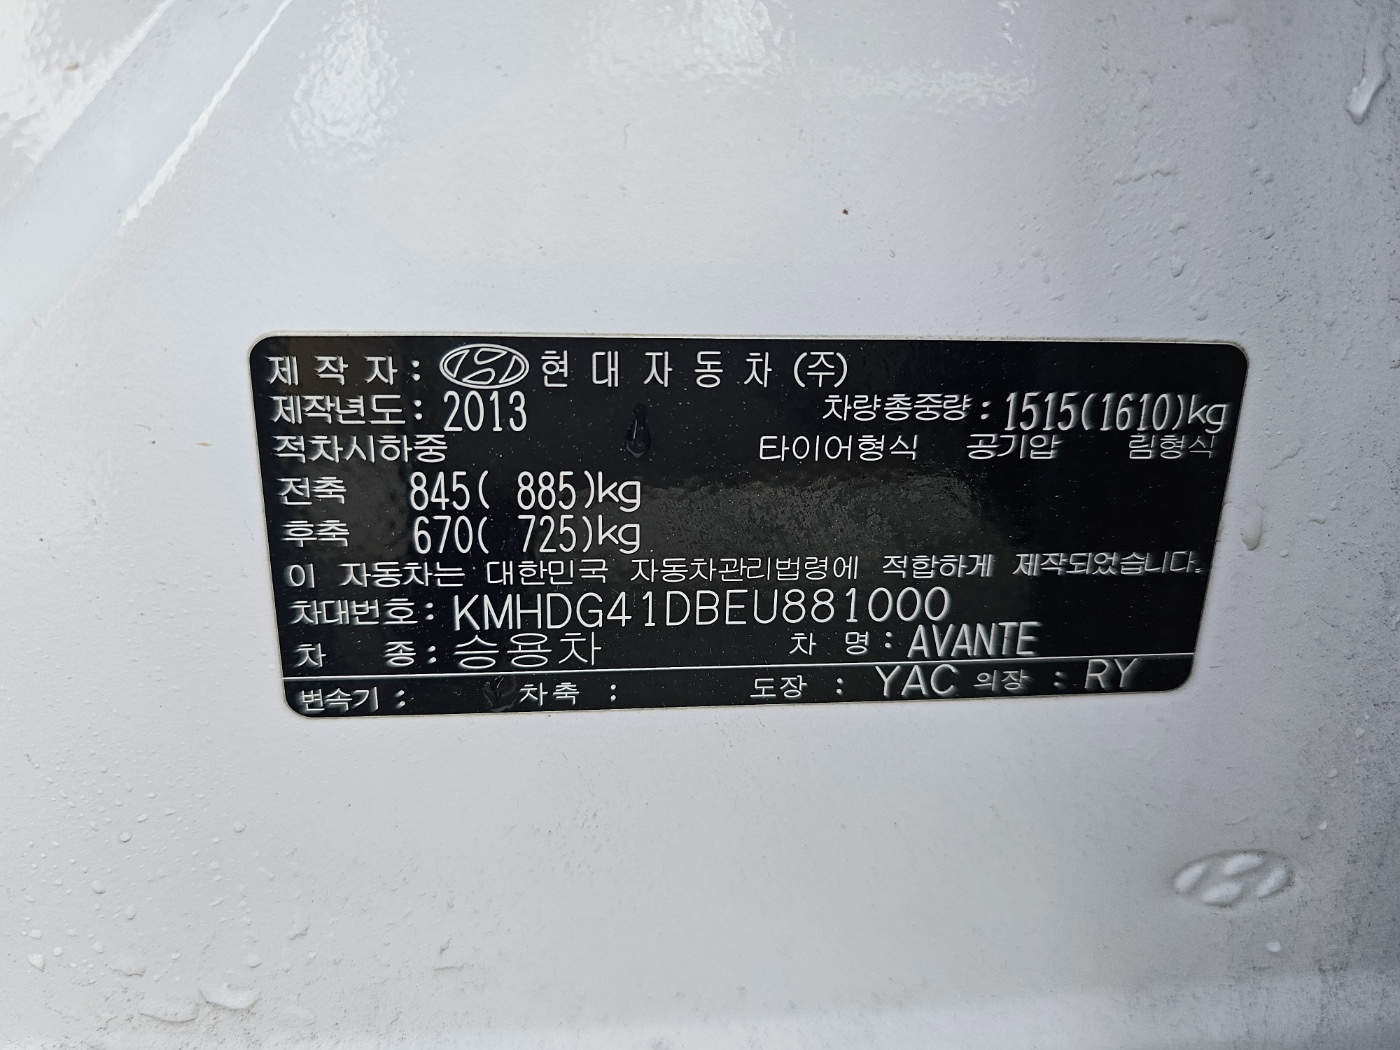 제 작 자 : 현 대 자 동 차 (주)
제작년도 : 2013 차량총중량 : 1515(1610)kg
적차시하중 타이어형식 공기압 림형식
전축 845( 885)kg
후축 670( 725)kg
이 자동차는 대한민국 자동차관리법령에 적합하게 제작되었습니다.
차대번호 : KMHDG41DBEU881000
차 종 : 승용차 차 명 : AVANTE
변속기 : 차축 : 도장 : YAC 의장 : RY